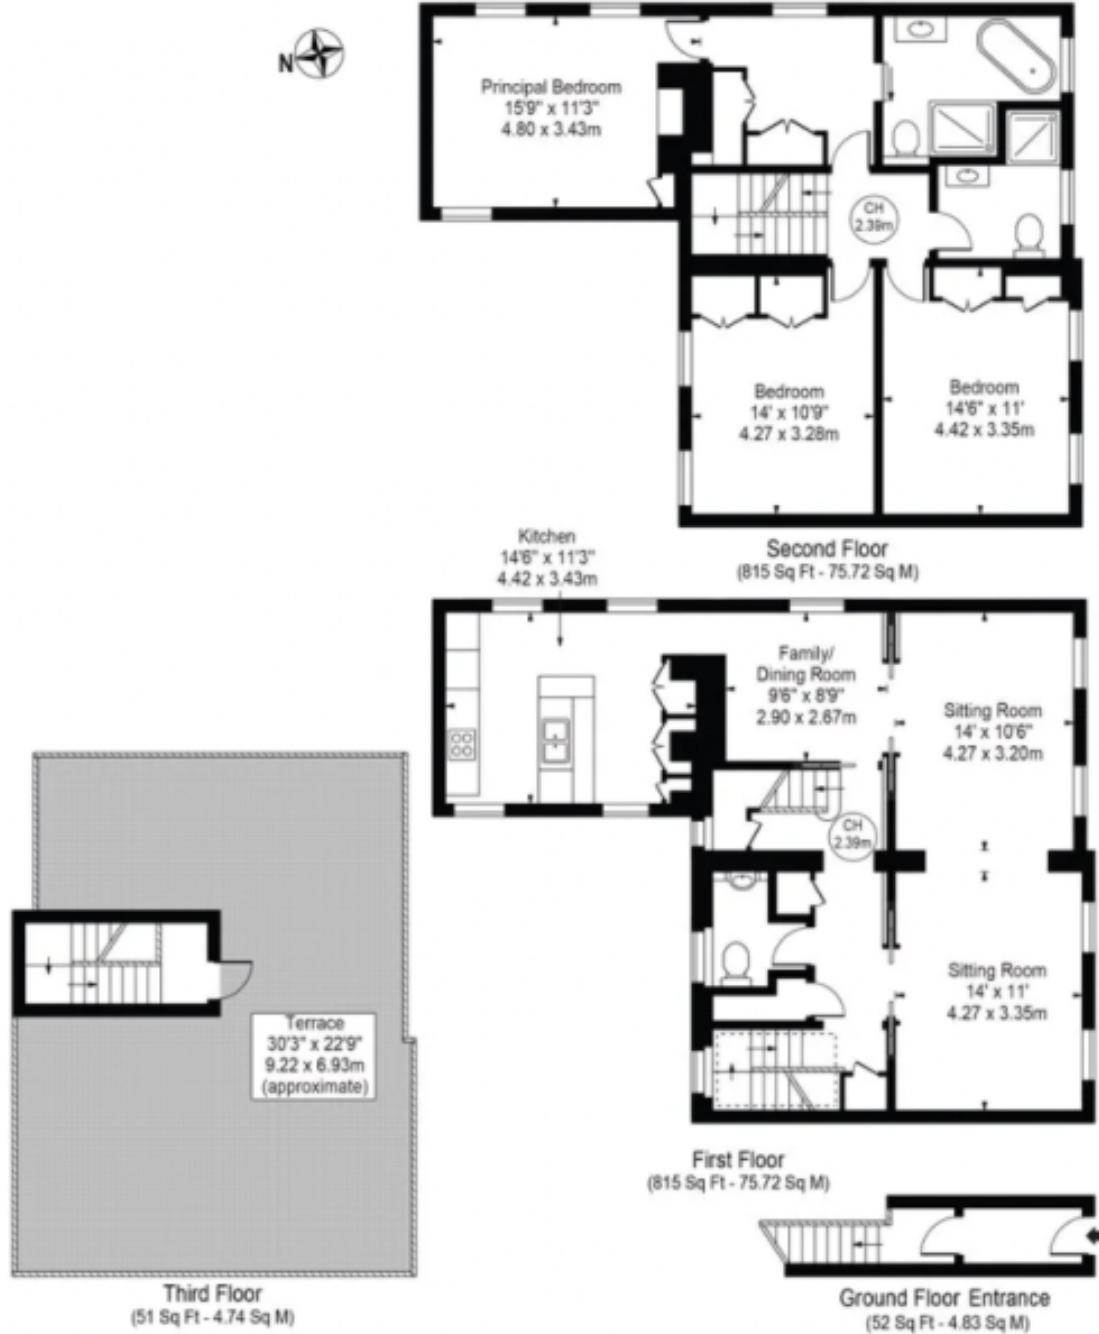 N
Principal Bedroom
15'9" x 11'3"
4.80 x 3.43m
CH
2.39m
Bedroom
14' x 10'9"
4.27 x 3.28m
Bedroom
14'6" x 11'
4.42 x 3.35m
Second Floor
(815 Sq Ft - 75.72 Sq M)
Kitchen
14'6" x 11'3"
4.42 x 3.43m
Family/
Dining Room
9'6" x 8'9"
2.90 x 2.67m
Sitting Room
14' x 10'6"
4.27 x 3.20m
CH
2.39m
Sitting Room
14' x 11'
4.27 x 3.35m
First Floor
(815 Sq Ft - 75.72 Sq M)
Terrace
30'3" x 22'9"
9.22 x 6.93m
(approximate)
Third Floor
(51 Sq Ft - 4.74 Sq M)
Ground Floor Entrance
(52 Sq Ft - 4.83 Sq M)